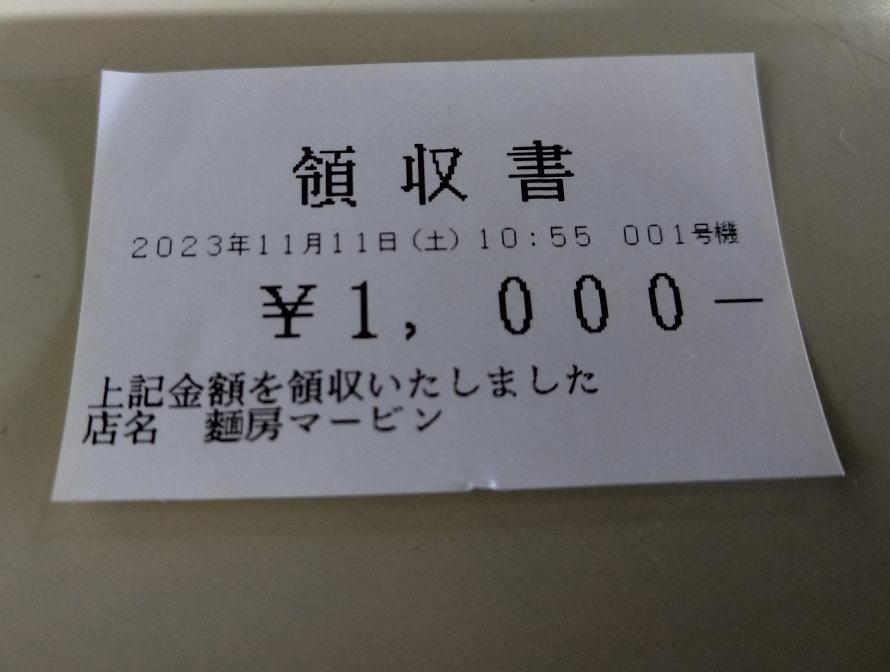 領収書
2023年11月11日(土)10:55 001号機
¥1,000—
上記金額を領収いたしました
店名 麵房マービン